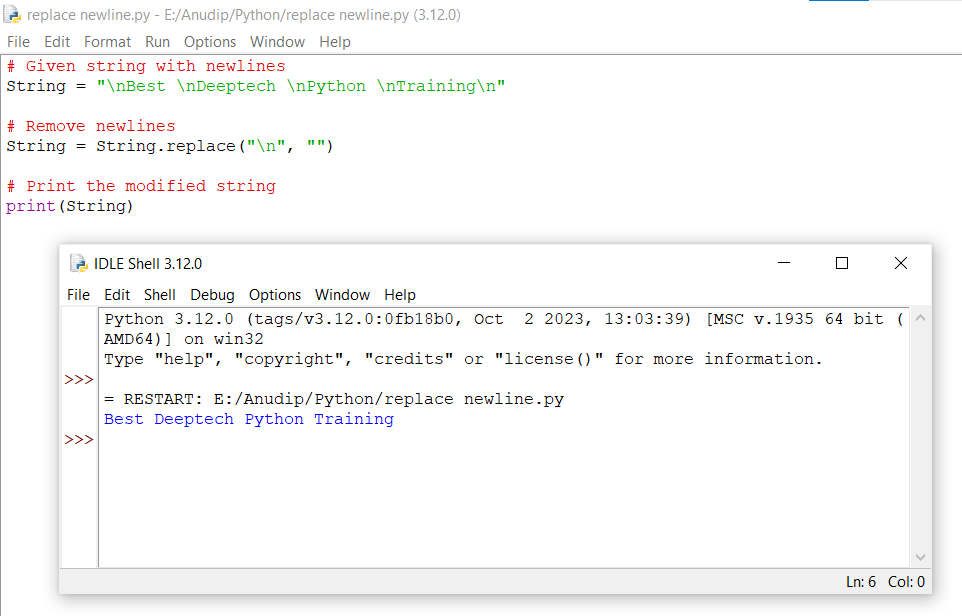 replace newline.py - E:/Anudip/Python/replace newline.py (3.12.0)
File Edit Format Run Options Window Help
# Given string with newlines
String = "\nBest \nDeeptech \nPython \nTraining\n"
# Remove newlines
String = String.replace("\n", "")
# Print the modified string
print(String)
IDLE Shell 3.12.0
File Edit Shell Debug Options Window Help
Python 3.12.0 (tags/v3.12.0:0fb18b0, Oct  2 2023, 13:03:39) [MSC v.1935 64 bit (
AMD64)] on win32
Type "help", "copyright", "credits" or "license()" for more information.
>>>
= RESTART: E:/Anudip/Python/replace newline.py
Best Deeptech Python Training
>>>
Ln: 6 Col: 0